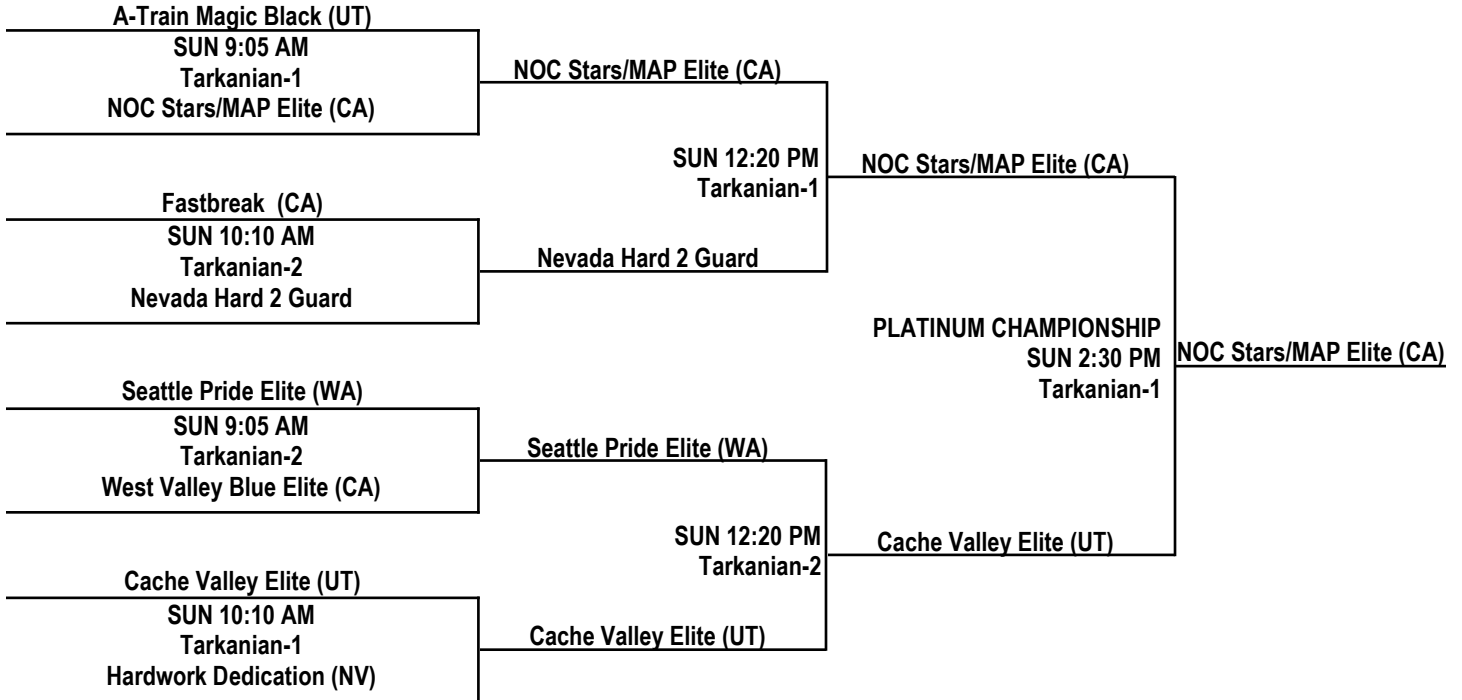 A-Train Magic Black (UT)
SUN 9:05 AM
Tarkanian-1
NOC Stars/MAP Elite (CA)
NOC Stars/MAP Elite (CA)
SUN 12:20 PM
Tarkanian-1
NOC Stars/MAP Elite (CA)
Fastbreak (CA)
SUN 10:10 AM
Tarkanian-2
Nevada Hard 2 Guard
Nevada Hard 2 Guard
PLATINUM CHAMPIONSHIP
SUN 2:30 PM
Tarkanian-1
NOC Stars/MAP Elite (CA)
Seattle Pride Elite (WA)
SUN 9:05 AM
Tarkanian-2
West Valley Blue Elite (CA)
Seattle Pride Elite (WA)
SUN 12:20 PM
Tarkanian-2
Cache Valley Elite (UT)
Cache Valley Elite (UT)
SUN 10:10 AM
Tarkanian-1
Hardwork Dedication (NV)
Cache Valley Elite (UT)